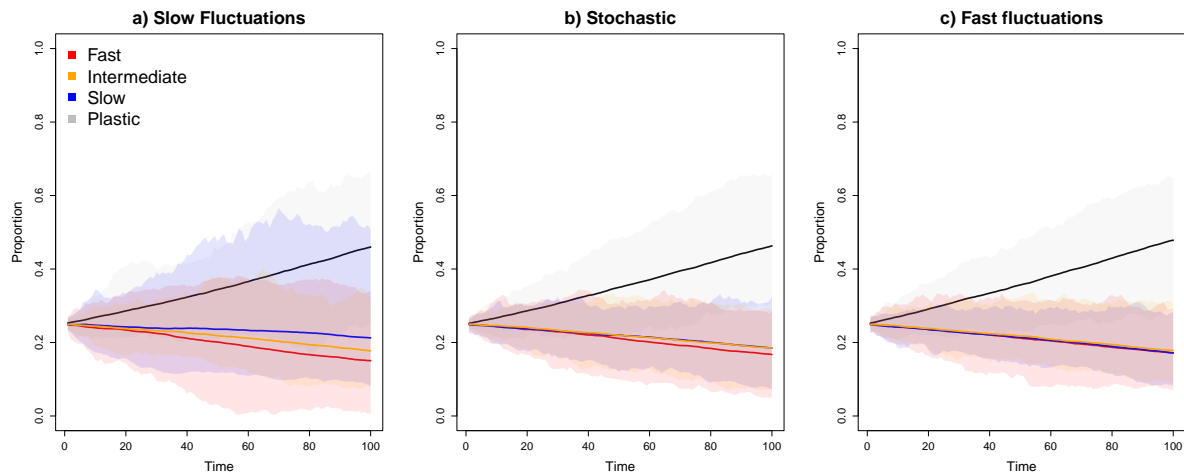 a) Slow Fluctuations
Proportion
1.0
0.8
0.6
0.4
0.2
0.0
Fast
Intermediate
Slow
Plastic
0 20 40 60 80 100
Time
b) Stochastic
Proportion
1.0
0.8
0.6
0.4
0.2
0.0
0 20 40 60 80 100
Time
c) Fast fluctuations
Proportion
1.0
0.8
0.6
0.4
0.2
0.0
0 20 40 60 80 100
Time